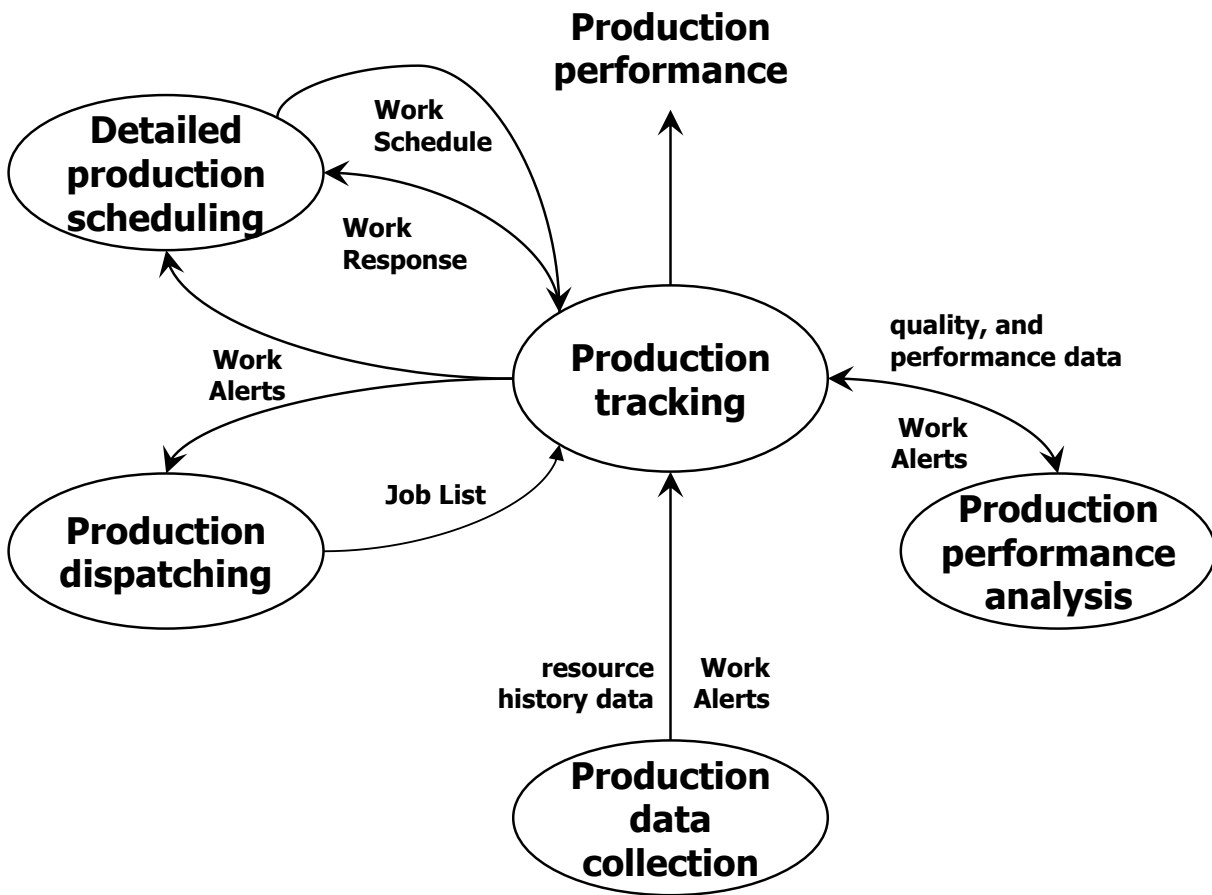 Production
performance
Detailed
production
scheduling
Work
Schedule
Work
Response
Work
Alerts
Production
tracking
quality, and
performance data
Work
Alerts
Production
dispatching
Job List
Production
performance
analysis
resource
history data
Work
Alerts
Production
data
collection